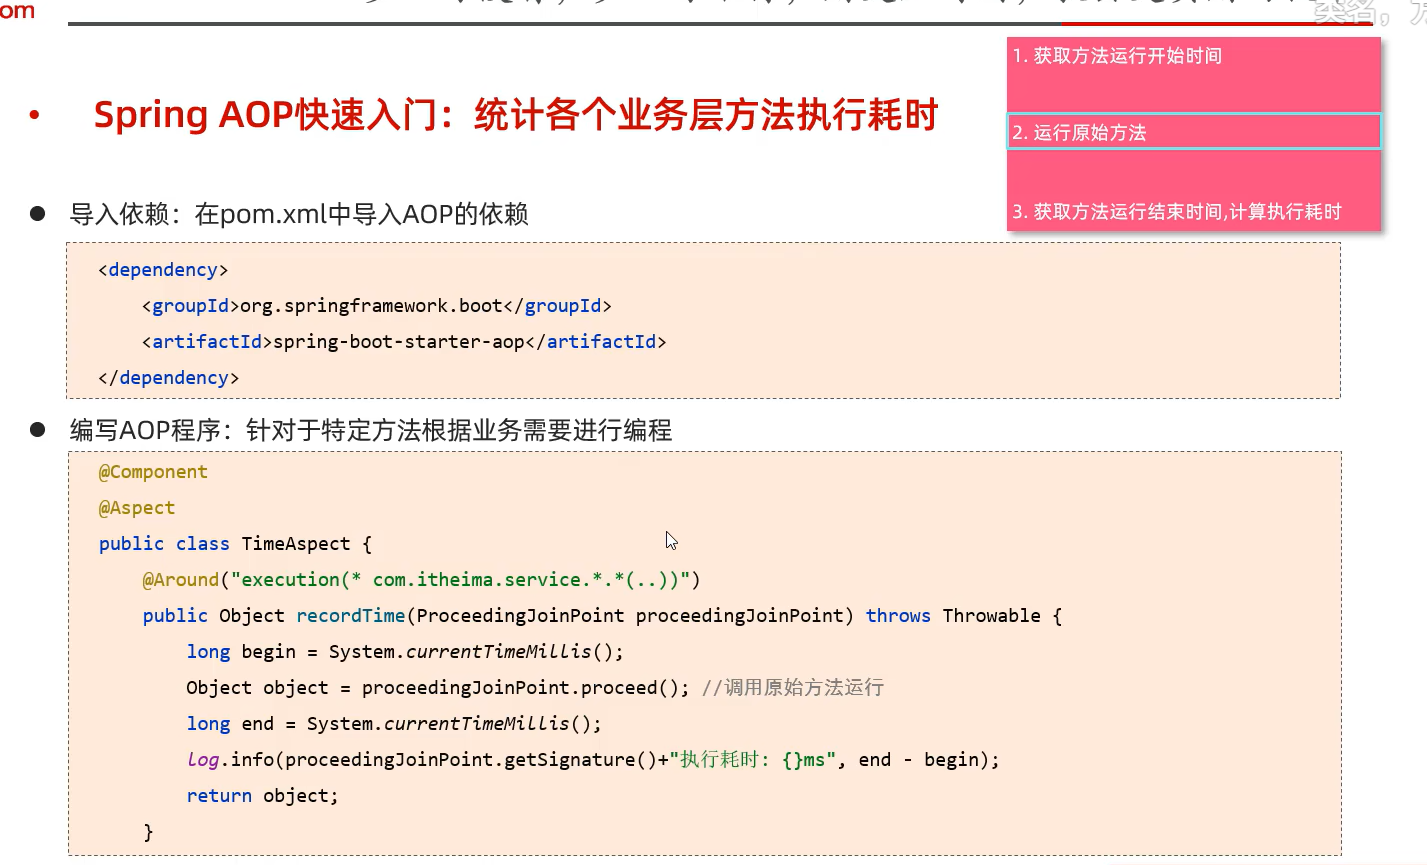 om
类名，
1. 获取方法运行开始时间
• Spring AOP快速入门：统计各个业务层方法执行耗时
2. 运行原始方法
3. 获取方法运行结束时间,计算执行耗时
● 导入依赖：在pom.xml中导入AOP的依赖
<dependency>
    <groupId>org.springframework.boot</groupId>
    <artifactId>spring-boot-starter-aop</artifactId>
</dependency>
● 编写AOP程序：针对于特定方法根据业务需要进行编程
@Component
@Aspect
public class TimeAspect {
    @Around("execution(* com.itheima.service.*.*(..))")
    public Object recordTime(ProceedingJoinPoint proceedingJoinPoint) throws Throwable {
        long begin = System.currentTimeMillis();
        Object object = proceedingJoinPoint.proceed(); //调用原始方法运行
        long end = System.currentTimeMillis();
        log.info(proceedingJoinPoint.getSignature()+"执行耗时: {}ms", end - begin);
        return object;
    }